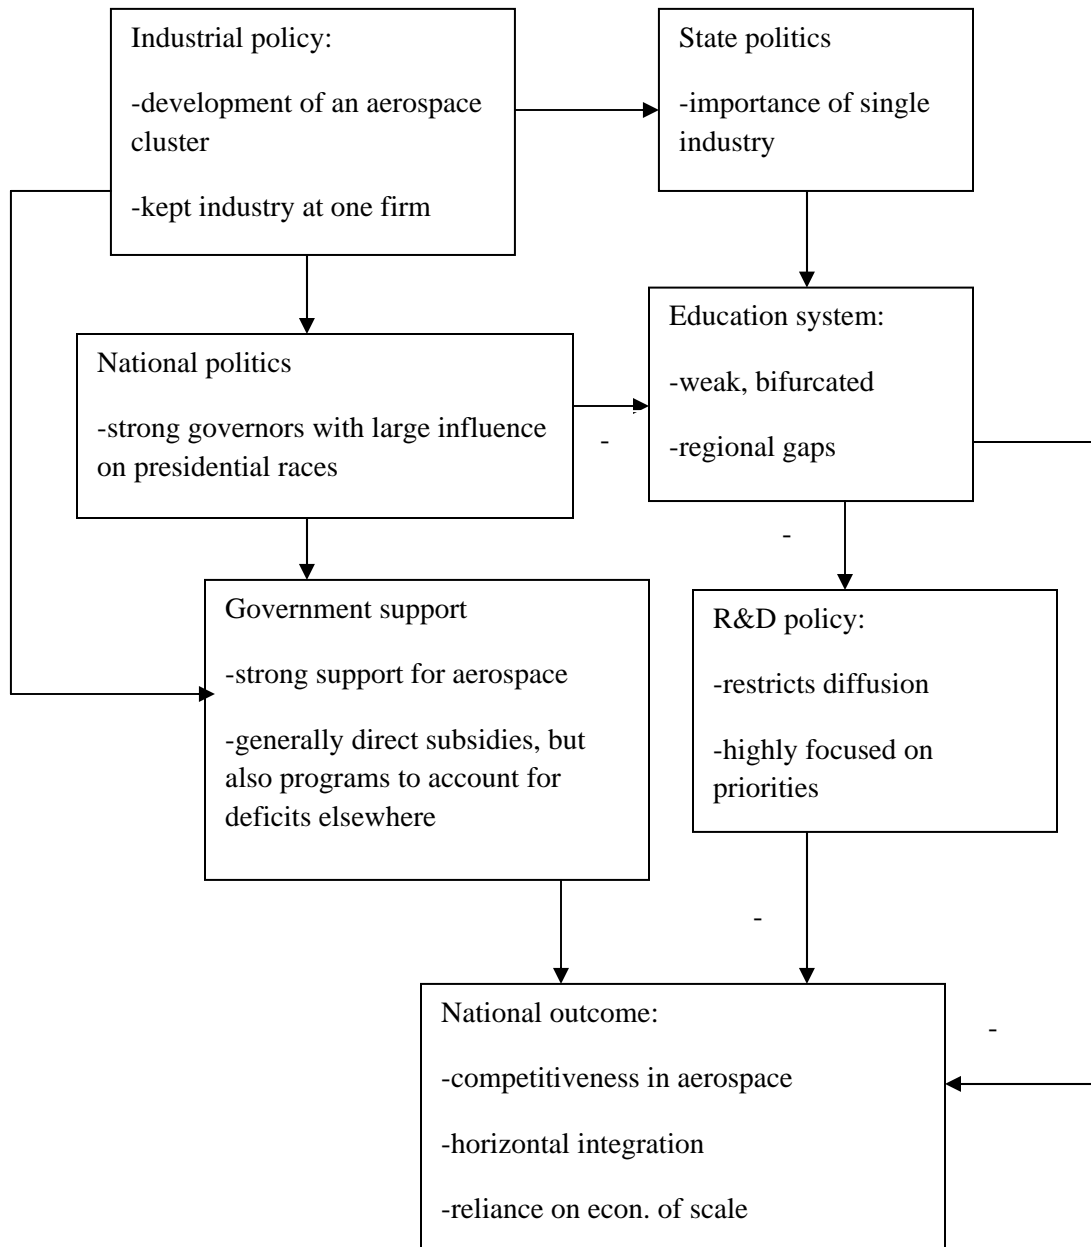 Industrial policy:
-development of an aerospace
cluster
-kept industry at one firm
State politics
-importance of single
industry
National politics
-strong governors with large influence
on presidential races
-
Education system:
-weak, bifurcated
-regional gaps
-
Government support
-strong support for aerospace
-generally direct subsidies, but
also programs to account for
deficits elsewhere
R&D policy:
-restricts diffusion
-highly focused on
priorities
-
National outcome:
-competitiveness in aerospace
-horizontal integration
-reliance on econ. of scale
-